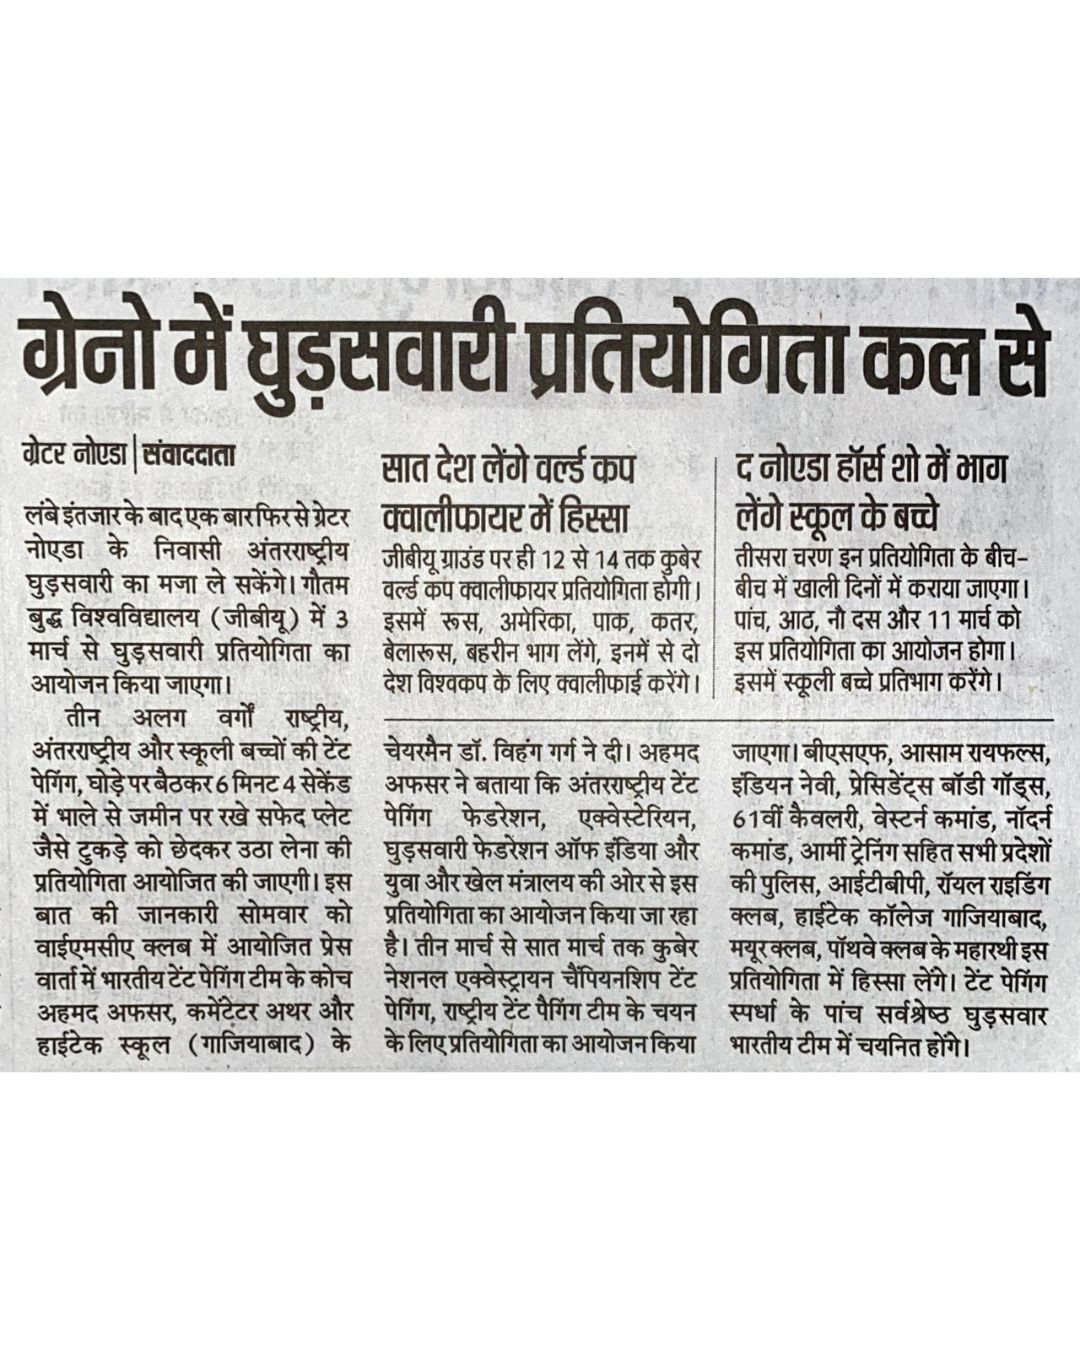 ग्रेनो में घुड़सवारी प्रतियोगिता कल से
ग्रेटर नोएडा | संवाददाता
लंबे इंतजार के बाद एक बार फिर से ग्रेटर
नोएडा के निवासी अंतरराष्ट्रीय
घुड़सवारी का मजा ले सकेंगे। गौतम
बुद्ध विश्वविद्यालय (जीबीयू) में 3
मार्च से घुड़सवारी प्रतियोगिता का
आयोजन किया जाएगा।
तीन अलग वर्गों राष्ट्रीय,
अंतरराष्ट्रीय और स्कूली बच्चों की टेंट
पेगिंग, घोड़े पर बैठकर 6 मिनट 4 सेकेंड
में भाले से जमीन पर रखे सफेद प्लेट
जैसे टुकड़े को छेदकर उठा लेना की
प्रतियोगिता आयोजित की जाएगी। इस
बात की जानकारी सोमवार को
वाईएमसीए क्लब में आयोजित प्रेस
वार्ता में भारतीय टेंट पेगिंग टीम के कोच
अहमद अफसर, कमेंटेटर अथर और
हाईटेक स्कूल (गाजियाबाद) के
सात देश लेंगे वर्ल्ड कप
क्वालीफायर में हिस्सा
जीबीयू ग्राउंड पर ही 12 से 14 तक कुबेर
वर्ल्ड कप क्वालीफायर प्रतियोगिता होगी।
इसमें रूस, अमेरिका, पाक, कतर,
बेलारूस, बहरीन भाग लेंगे, इनमें से दो
देश विश्वकप के लिए क्वालीफाई करेंगे।
द नोएडा हॉर्स शो में भाग
लेंगे स्कूल के बच्चे
तीसरा चरण इन प्रतियोगिता के बीच-
बीच में खाली दिनों में कराया जाएगा।
पांच, आठ, नौ दस और 11 मार्च को
इस प्रतियोगिता का आयोजन होगा।
इसमें स्कूली बच्चे प्रतिभाग करेंगे।
चेयरमैन डॉ. विहंग गर्ग ने दी। अहमद
अफसर ने बताया कि अंतरराष्ट्रीय टेंट
पेगिंग फेडरेशन, एक्वेस्टेरियन,
घुड़सवारी फेडरेशन ऑफ इंडिया और
युवा और खेल मंत्रालय की ओर से इस
प्रतियोगिता का आयोजन किया जा रहा
है। तीन मार्च से सात मार्च तक कुबेर
नेशनल एक्वेस्ट्रायन चैंपियनशिप टेंट
पेगिंग, राष्ट्रीय टेंट पैगिंग टीम के चयन
के लिए प्रतियोगिता का आयोजन किया
जाएगा। बीएसएफ, आसाम रायफल्स,
इंडियन नेवी, प्रेसिडेंट्स बॉडी गॉड्स,
61वीं कैवलरी, वेस्टर्न कमांड, नॉदर्न
कमांड, आर्मी ट्रेनिंग सहित सभी प्रदेशों
की पुलिस, आईटीबीपी, रॉयल राइडिंग
क्लब, हाईटेक कॉलेज गाजियाबाद,
मयूर क्लब, पॉथवे क्लब के महारथी इस
प्रतियोगिता में हिस्सा लेंगे। टेंट पेगिंग
स्पर्धा के पांच सर्वश्रेष्ठ घुड़सवार
भारतीय टीम में चयनित होंगे।